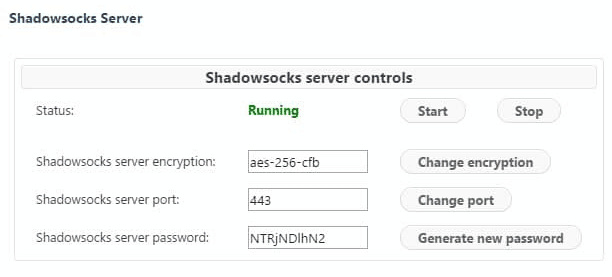 Shadowsocks Server
Shadowsocks server controls
Status: Running Start Stop
Shadowsocks server encryption: aes-256-cfb Change encryption
Shadowsocks server port: 443 Change port
Shadowsocks server password: NTRjNDlhN2 Generate new password